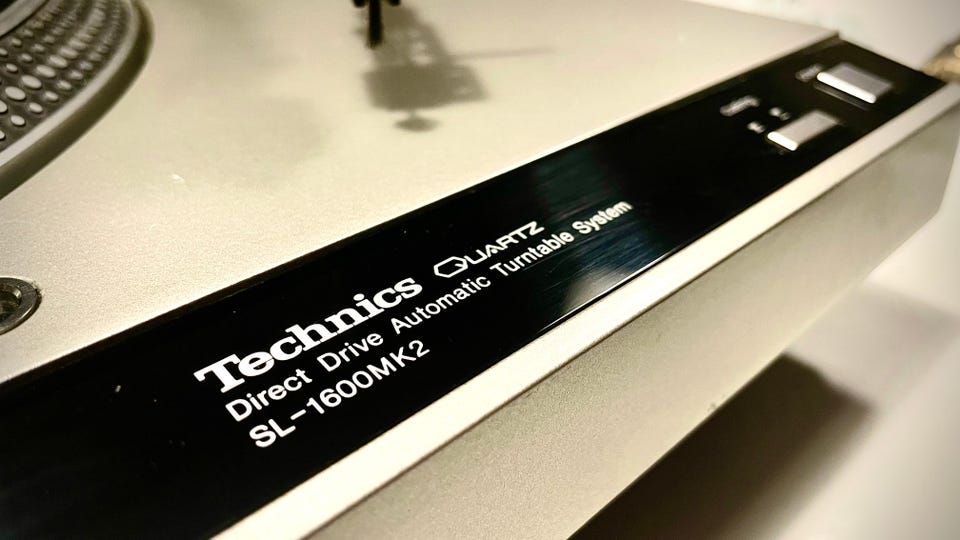 Technics QUARTZ
Direct Drive Automatic Turntable System
SL-1600MK2